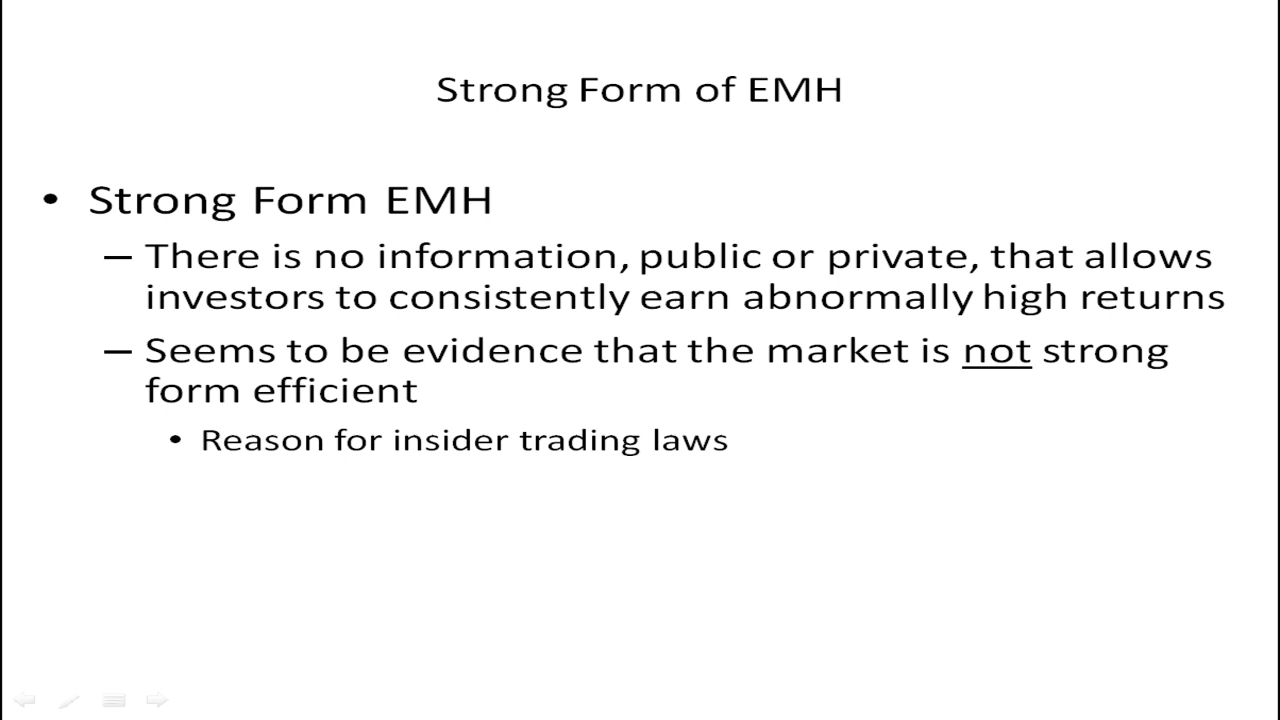 Strong Form of EMH
• Strong Form EMH
– There is no information, public or private, that allows
investors to consistently earn abnormally high returns
– Seems to be evidence that the market is not strong
form efficient
• Reason for insider trading laws